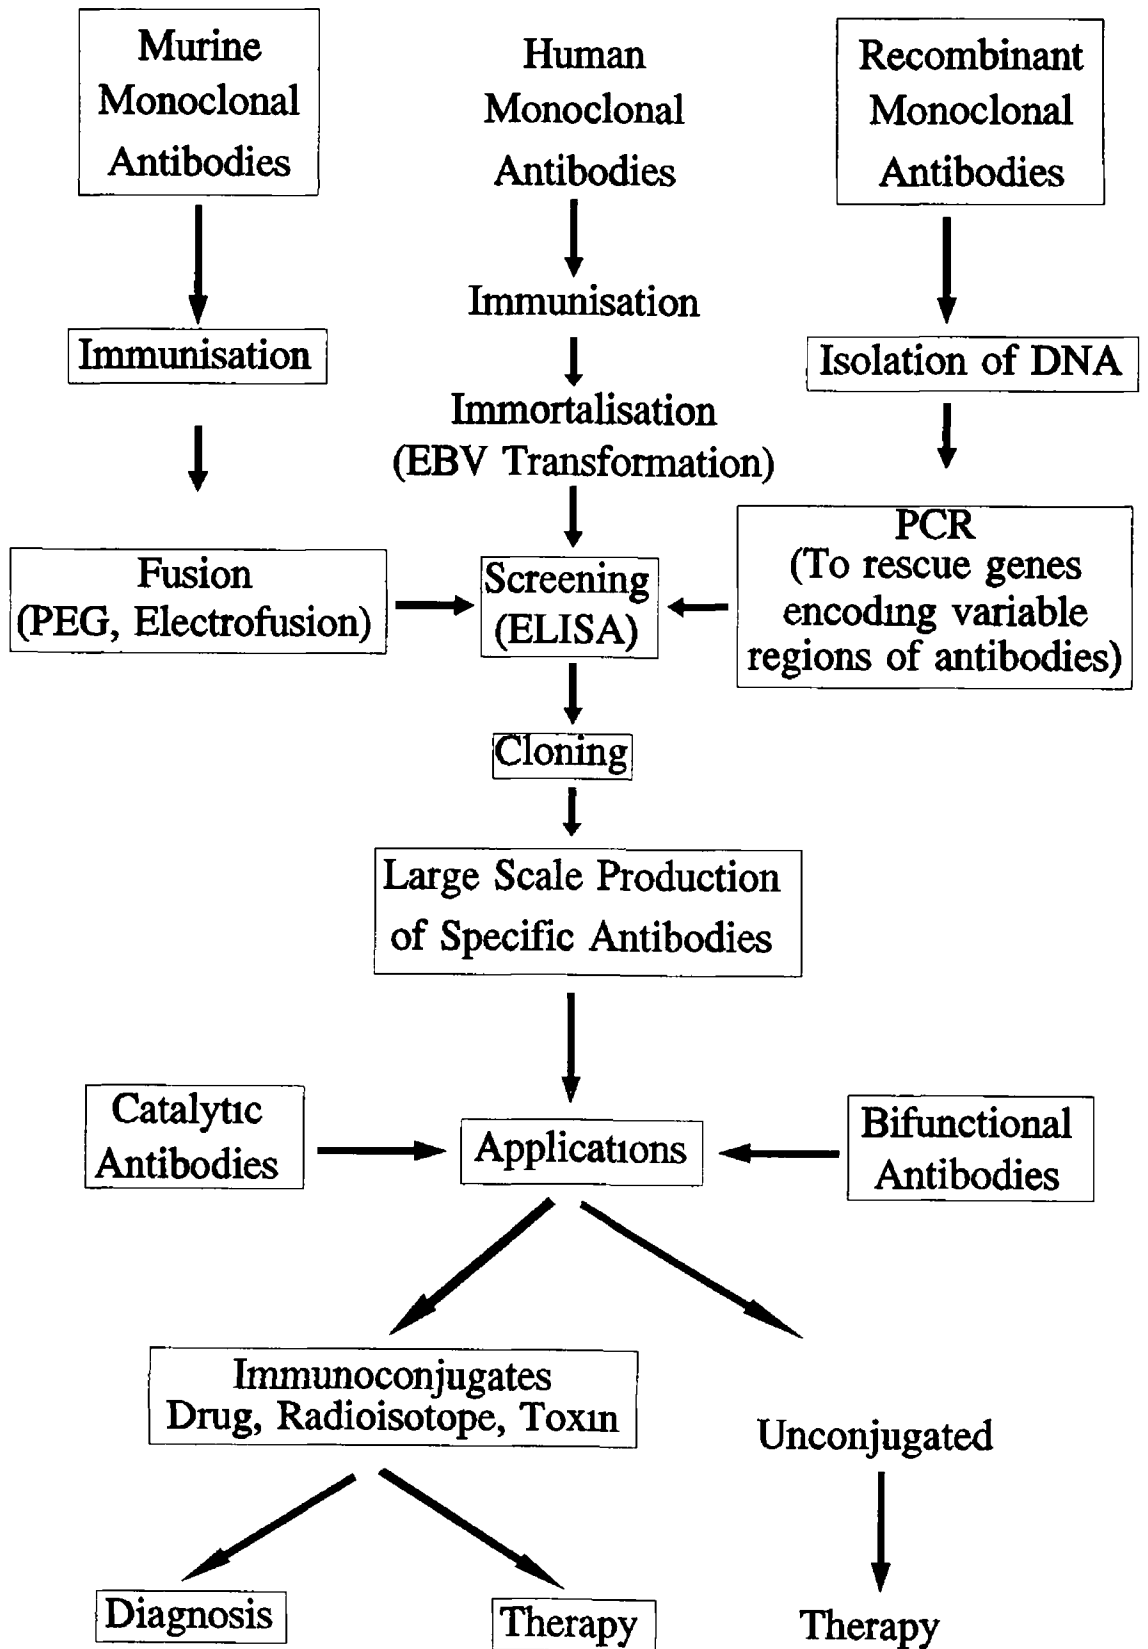 Murine
Monoclonal
Antibodies
Human
Monoclonal
Antibodies
Recombinant
Monoclonal
Antibodies
Immunisation
Immunisation
Isolation of DNA
Immortalisation
(EBV Transformation)
Fusion
(PEG, Electrofusion)
Screening
(ELISA)
PCR
(To rescue genes
encoding variable
regions of antibodies)
Cloning
Large Scale Production
of Specific Antibodies
Catalytic
Antibodies
Applications
Bifunctional
Antibodies
Immunoconjugates
Drug, Radioisotope, Toxin
Unconjugated
Diagnosis
Therapy
Therapy